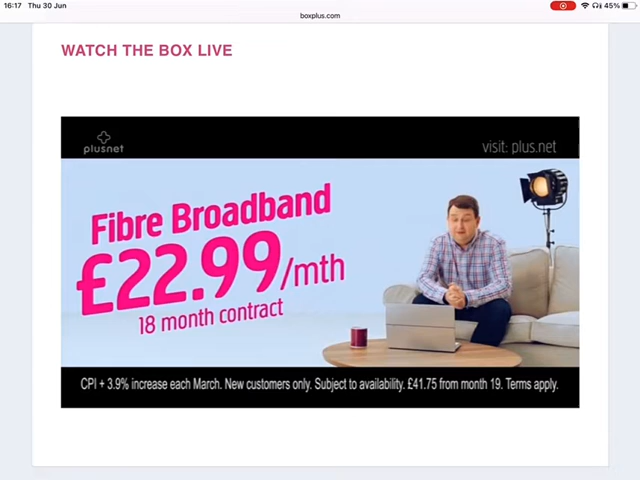 16:17 Thu 30 Jun
45%
boxplus.com
WATCH THE BOX LIVE
plusnet
visit: plus.net
Fibre Broadband
£22.99/mth
18 month contract
CPI + 3.9% increase each March. New customers only. Subject to availability. £41.75 from month 19. Terms apply.